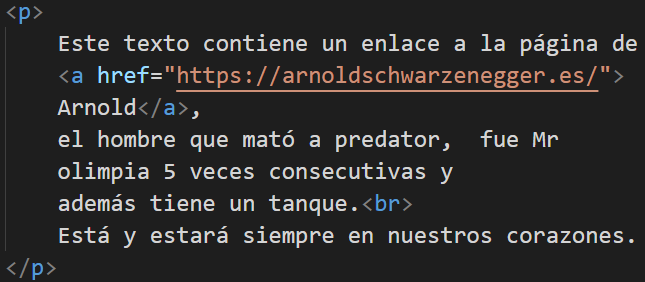 <p>
Este texto contiene un enlace a la página de
<a href="https://arnoldschwarzenegger.es/">
Arnold</a>,
el hombre que mató a predator,  fue Mr
olimpia 5 veces consecutivas y
además tiene un tanque.<br>
Está y estará siempre en nuestros corazones.
</p>